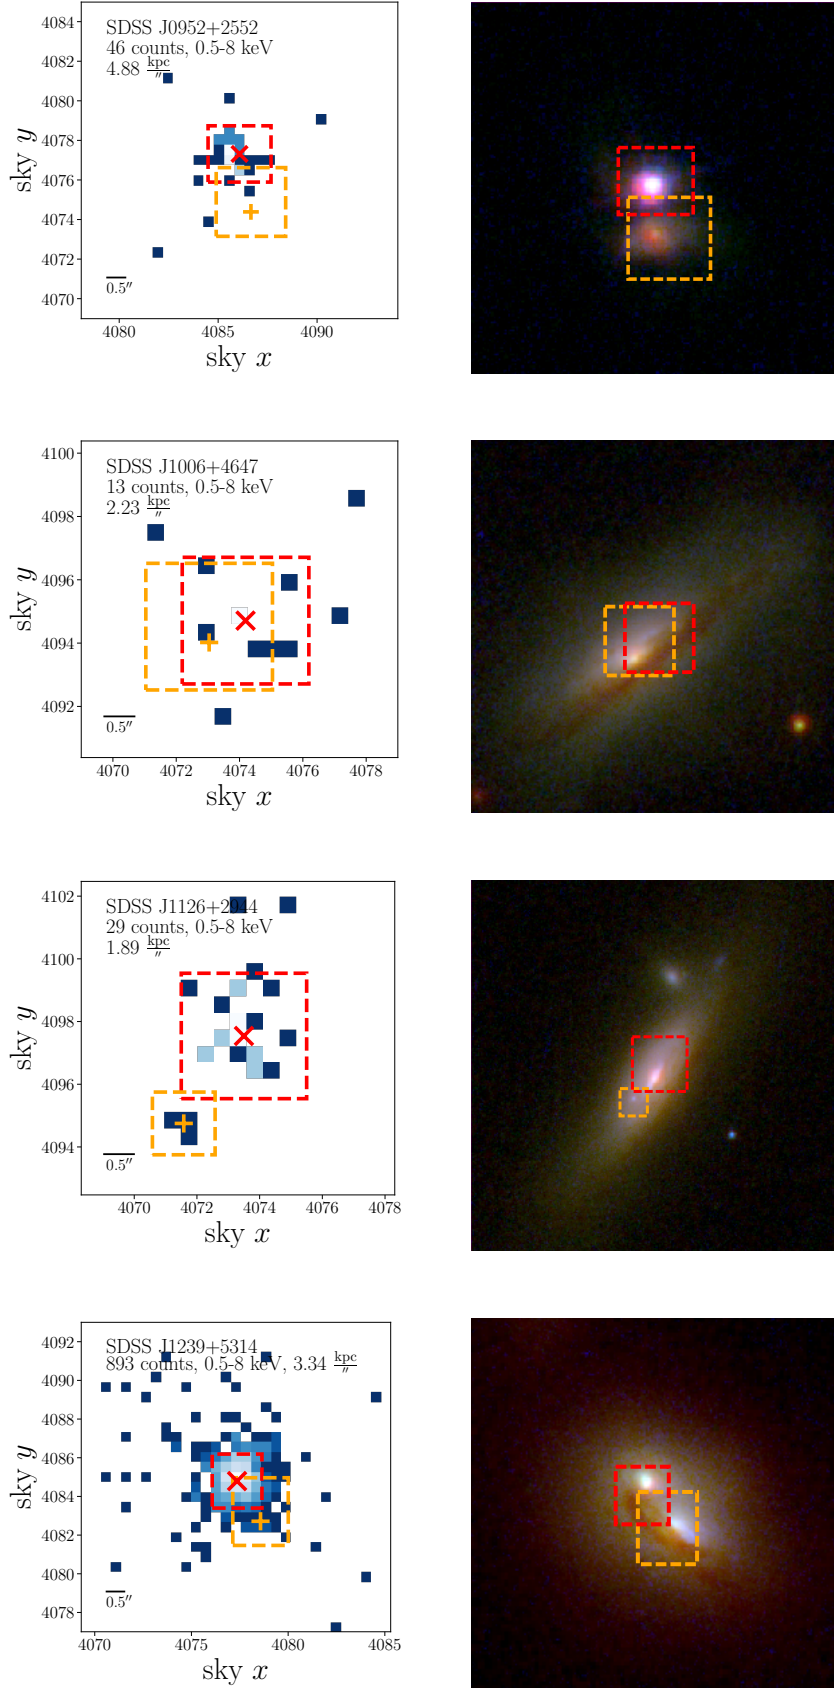 SDSS J0952+2552
46 counts, 0.5-8 keV
4.88 kpc/″
4084
4082
4080
4078
4076
4074
4072
4070
sky y
0.5″
4080 4085 4090
sky x
SDSS J1006+4647
13 counts, 0.5-8 keV
2.23 kpc/″
4100
4098
4096
4094
4092
sky y
0.5″
4070 4072 4074 4076 4078
sky x
SDSS J1126+2944
29 counts, 0.5-8 keV
1.89 kpc/″
4102
4100
4098
4096
4094
sky y
0.5″
4070 4072 4074 4076 4078
sky x
SDSS J1239+5314
893 counts, 0.5-8 keV, 3.34 kpc/″
4092
4090
4088
4086
4084
4082
4080
4078
sky y
0.5″
4070 4075 4080 4085
sky x